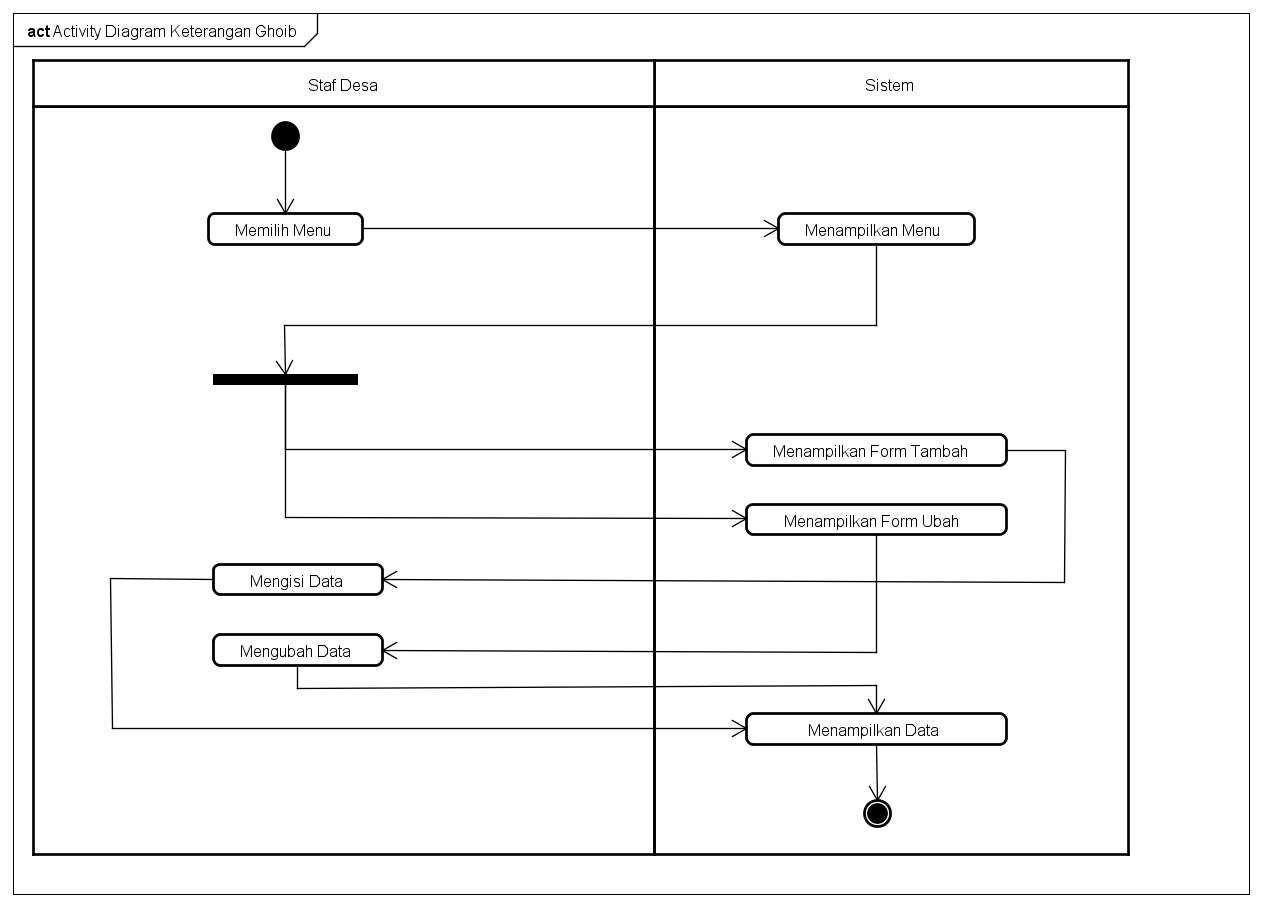 act Activity Diagram Keterangan Ghoib
Staf Desa
Sistem
Memilih Menu
Menampilkan Menu
Menampilkan Form Tambah
Menampilkan Form Ubah
Mengisi Data
Mengubah Data
Menampilkan Data